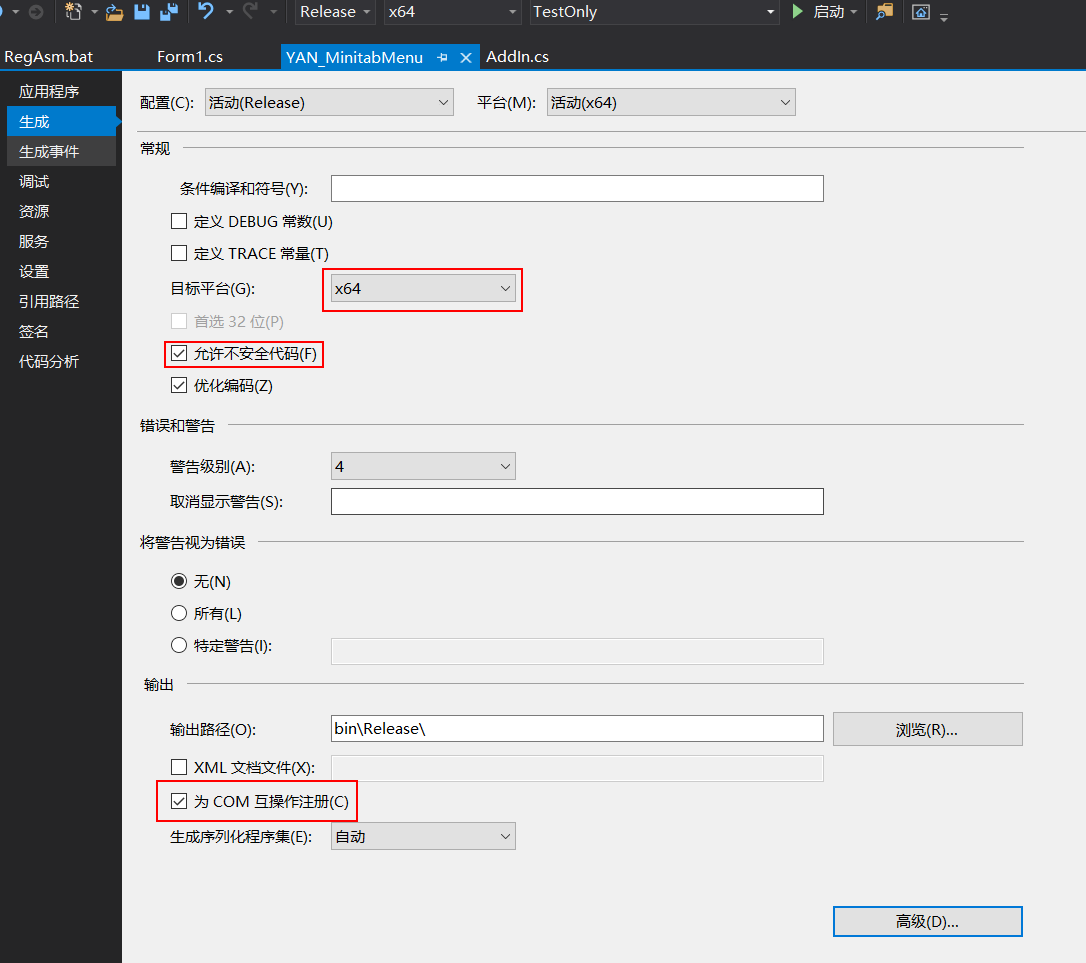 Release x64 TestOnly 启动
RegAsm.bat Form1.cs YAN_MinitabMenu AddIn.cs
应用程序
生成
生成事件
调试
资源
服务
设置
引用路径
签名
代码分析
配置(C): 活动(Release) 平台(M): 活动(x64)
常规
条件编译和符号(Y):
定义 DEBUG 常数(U)
定义 TRACE 常量(T)
目标平台(G): x64
首选 32 位(P)
允许不安全代码(F)
优化编码(Z)
错误和警告
警告级别(A): 4
取消显示警告(S):
将警告视为错误
无(N)
所有(L)
特定警告(I):
输出
输出路径(O): bin\Release\ 浏览(R)...
XML 文档文件(X):
为 COM 互操作注册(C)
生成序列化程序集(E): 自动
高级(D)...